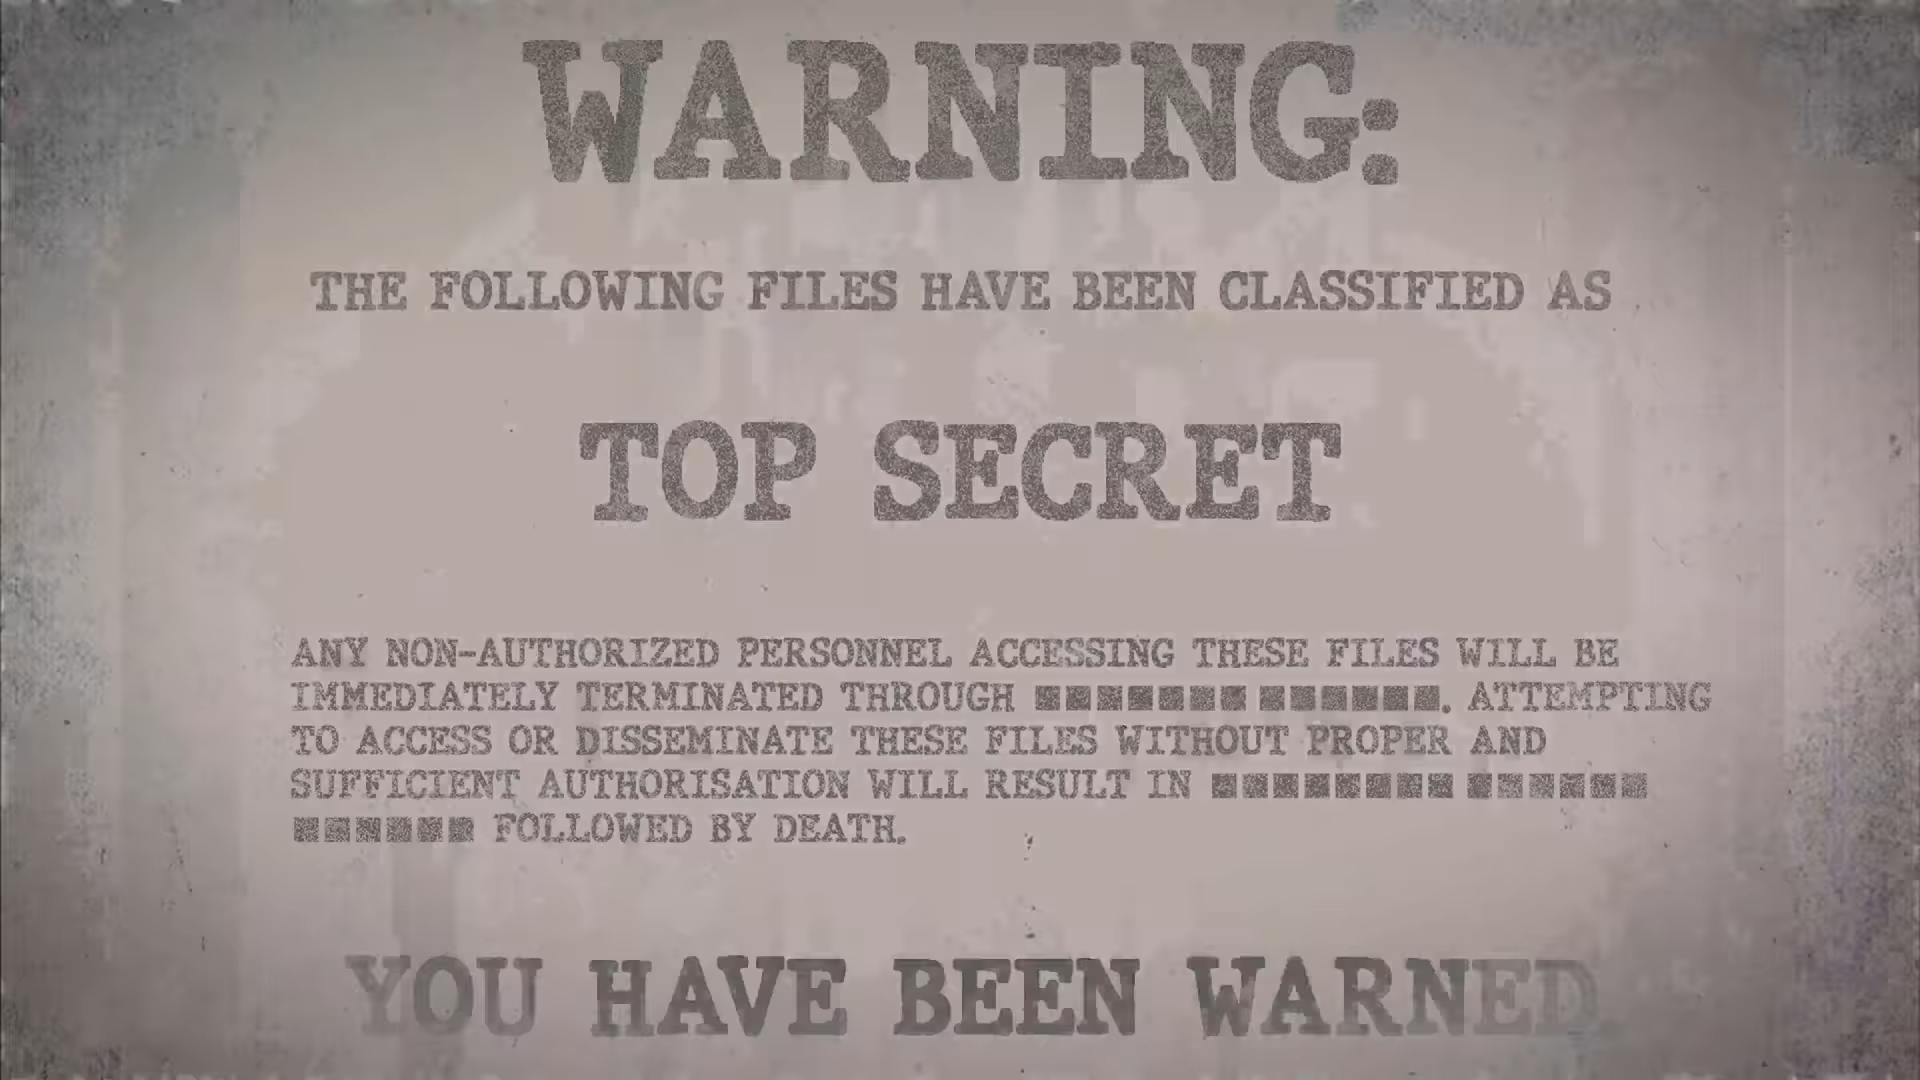 WARNING:
THE FOLLOWING FILES HAVE BEEN CLASSIFIED AS
TOP SECRET
ANY NON-AUTHORIZED PERSONNEL ACCESSING THESE FILES WILL BE
IMMEDIATELY TERMINATED THROUGH ■■■■■■■ ■■■■■■. ATTEMPTING
TO ACCESS OR DISSEMINATE THESE FILES WITHOUT PROPER AND
SUFFICIENT AUTHORISATION WILL RESULT IN ■■■■■■■■ ■■■■■■
■■■■■■ FOLLOWED BY DEATH.
YOU HAVE BEEN WARNED.